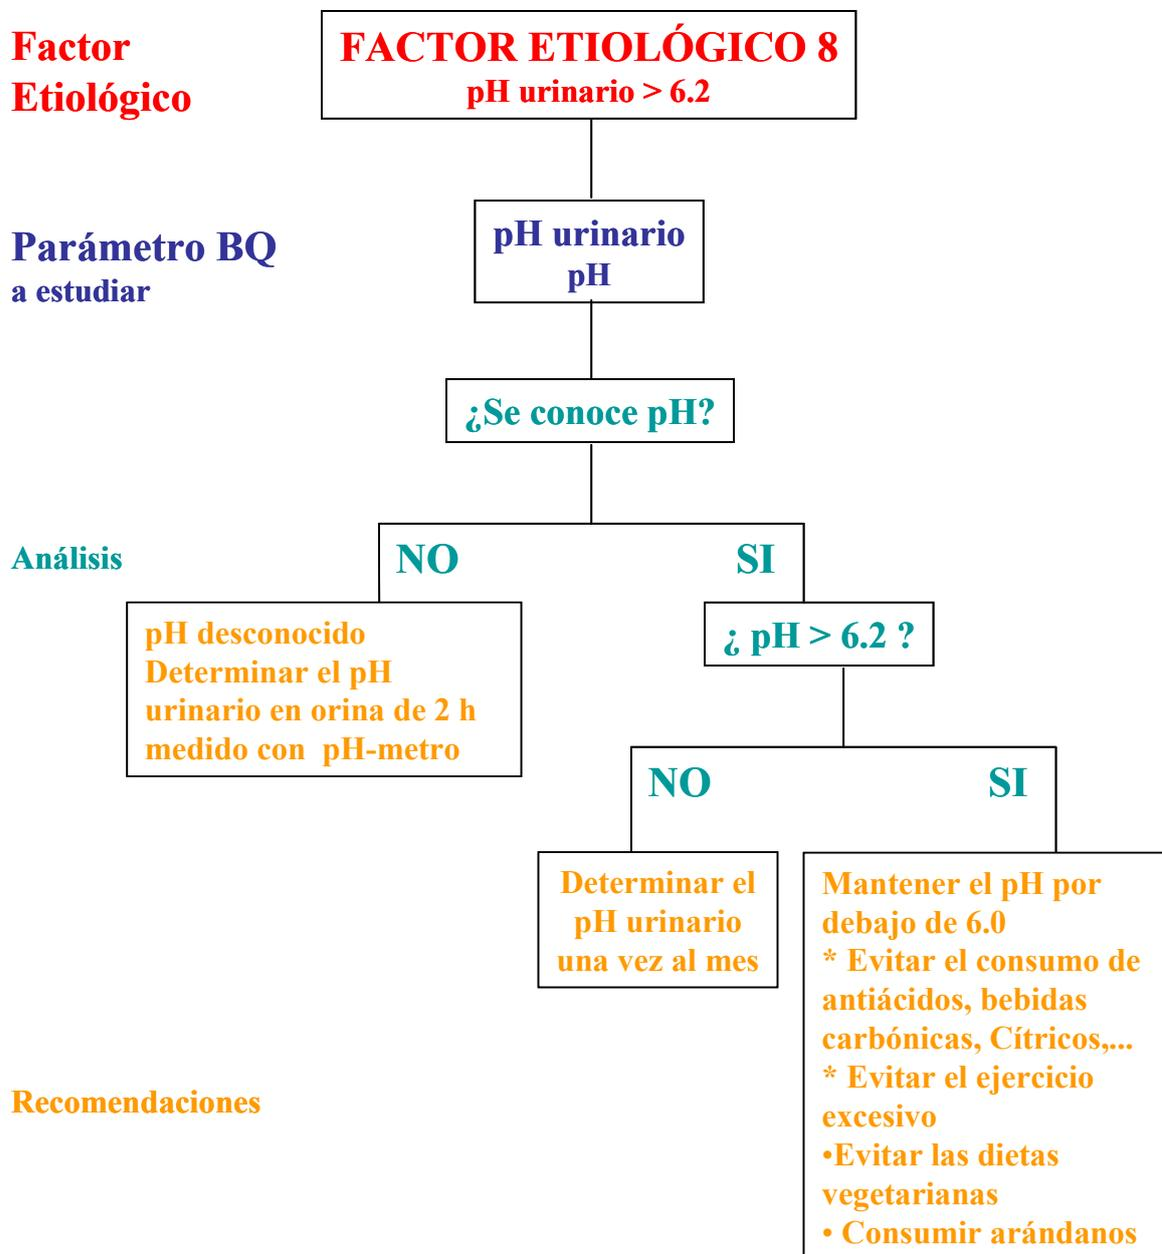 Factor
Etiológico
FACTOR ETIOLÓGICO 8
pH urinario > 6.2
Parámetro BQ
a estudiar
pH urinario
pH
¿Se conoce pH?
Análisis
NO
SI
pH desconocido
Determinar el pH
urinario en orina de 2 h
medido con pH-metro
¿ pH > 6.2 ?
NO
SI
Determinar el
pH urinario
una vez al mes
Mantener el pH por
debajo de 6.0
* Evitar el consumo de
antiácidos, bebidas
carbónicas, Cítricos,...
* Evitar el ejercicio
excesivo
•Evitar las dietas
vegetarianas
• Consumir arándanos
Recomendaciones